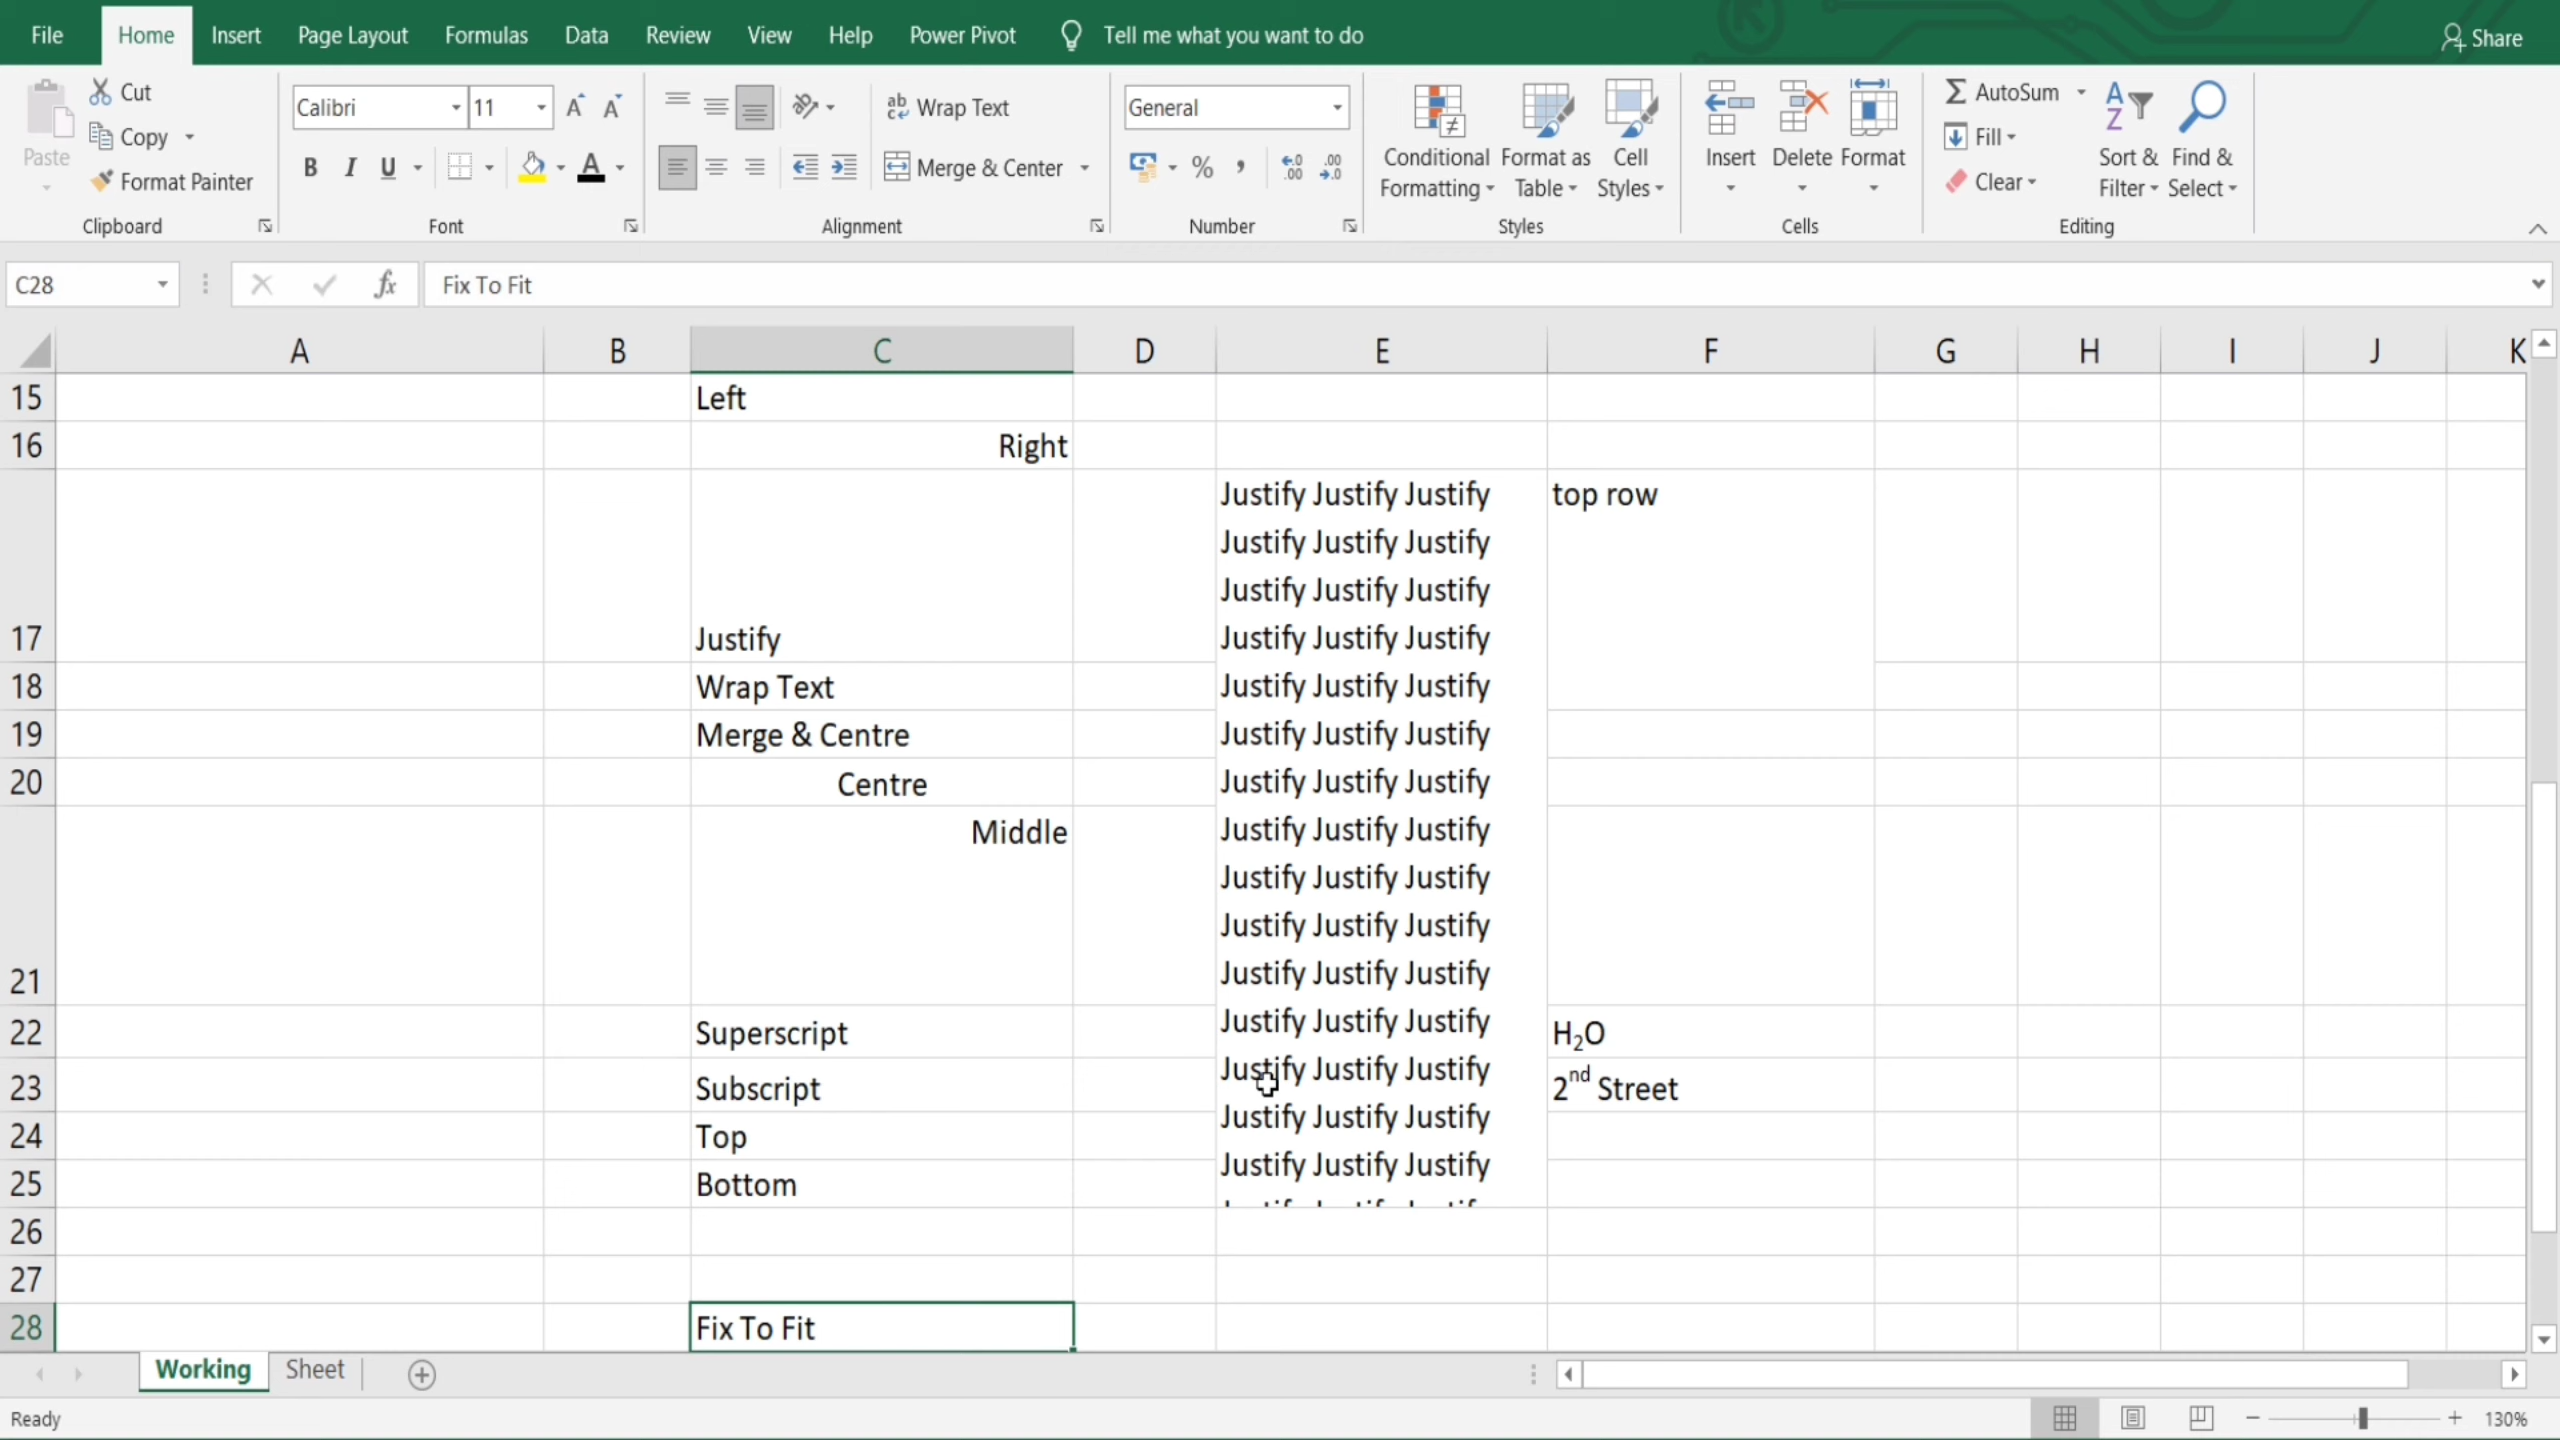 File Home Insert Page Layout Formulas Data Review View Help Power Pivot Tell me what you want to do Share
Cut
Copy
Format Painter
Paste
Clipboard
Calibri 11
B I U A
Font
Wrap Text
Merge & Center
Alignment
General
% , .00 .0
Number
Conditional Formatting
Format as Table
Cell Styles
Styles
Insert Delete Format
Cells
AutoSum
Fill
Clear
Sort & Filter
Find & Select
Editing
C28 fx Fix To Fit
A B C D E F G H I J K
15 Left
16 Right
Justify Justify Justify top row
Justify Justify Justify
Justify Justify Justify
17 Justify Justify Justify Justify
18 Wrap Text Justify Justify Justify
19 Merge & Centre Justify Justify Justify
20 Centre Justify Justify Justify
Middle Justify Justify Justify
Justify Justify Justify
Justify Justify Justify
21 Justify Justify Justify
22 Superscript Justify Justify Justify H₂O
23 Subscript Justify Justify Justify 2ⁿᵈ Street
24 Top Justify Justify Justify
25 Bottom Justify Justify Justify
26
27
28 Fix To Fit
Working Sheet
Ready 130%